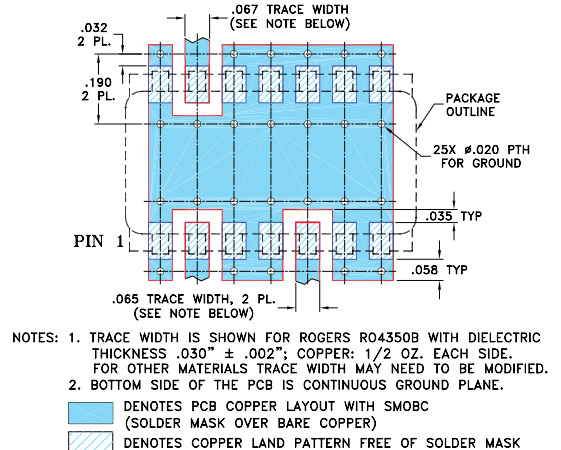 .067 TRACE WIDTH
(SEE NOTE BELOW)
.032
2 PL.
.190
2 PL.
PACKAGE
OUTLINE
25X ø.020 PTH
FOR GROUND
.035 TYP
PIN 1
.058 TYP
.065 TRACE WIDTH, 2 PL.
(SEE NOTE BELOW)
NOTES: 1. TRACE WIDTH IS SHOWN FOR ROGERS RO4350B WITH DIELECTRIC
THICKNESS .030" ± .002"; COPPER: 1/2 OZ. EACH SIDE.
FOR OTHER MATERIALS TRACE WIDTH MAY NEED TO BE MODIFIED.
2. BOTTOM SIDE OF THE PCB IS CONTINUOUS GROUND PLANE.
DENOTES PCB COPPER LAYOUT WITH SMOBC
(SOLDER MASK OVER BARE COPPER)
DENOTES COPPER LAND PATTERN FREE OF SOLDER MASK